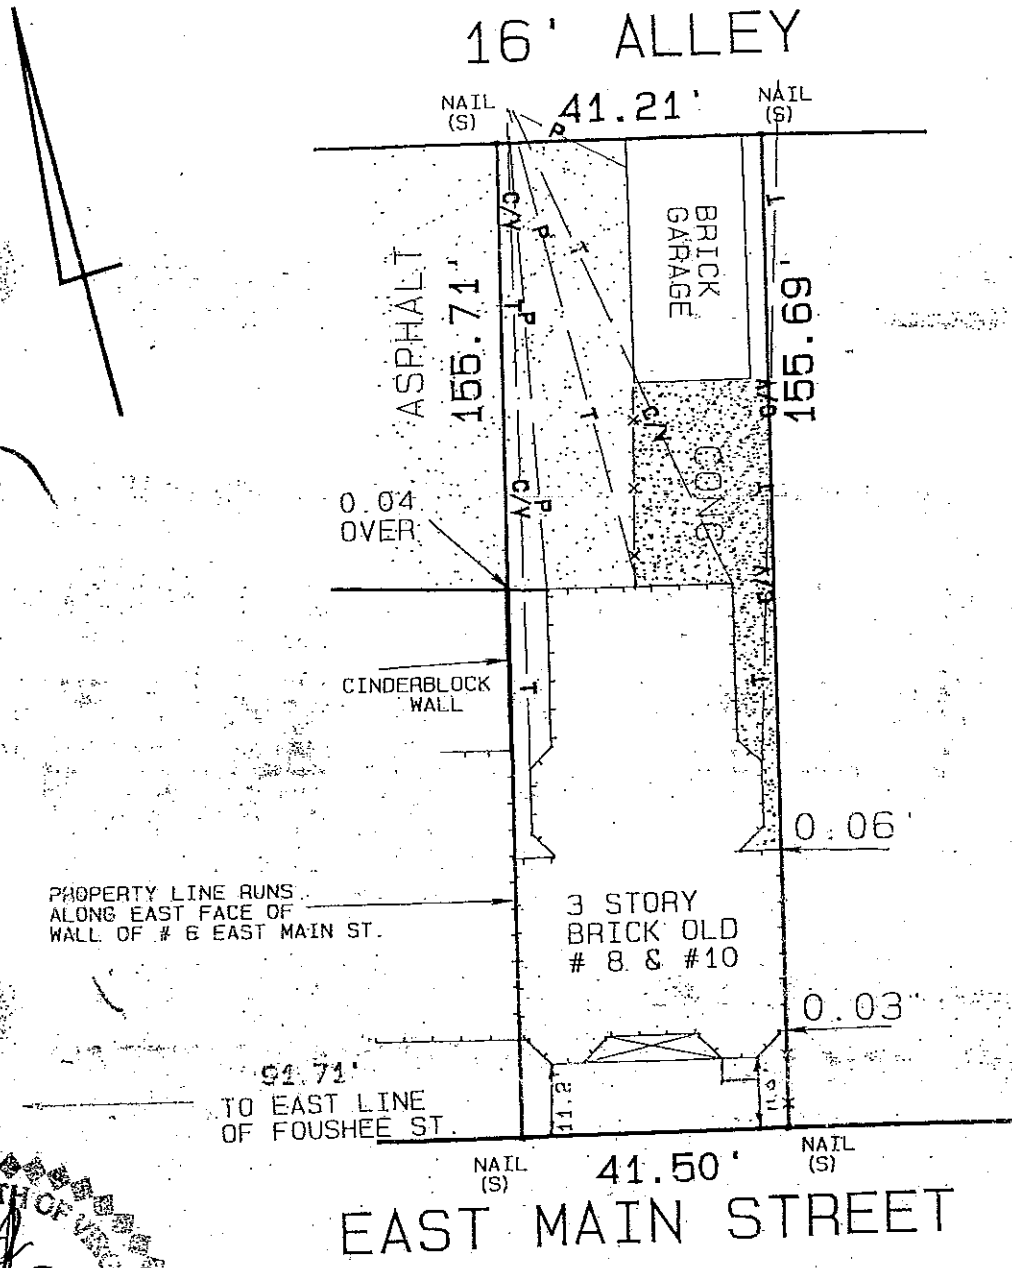 16' ALLEY
NAIL
(S)
41.21'
NAIL
(S)
P
C/V
P
T
T
BRICK
GARAGE
ASPHALT
155.71'
155.69'
T
P
T
C/V
CONC
C/V
P
T
0.04
OVER
C/V
CINDERBLOCK
WALL
T
T
0.06'
PROPERTY LINE RUNS
ALONG EAST FACE OF
WALL OF # 6 EAST MAIN ST.
3 STORY
BRICK OLD
# 8 & #10
0.03'
91.71'
TO EAST LINE
OF FOUSHEE ST.
11.2'
NAIL
(S)
41.50'
NAIL
(S)
EAST MAIN STREET
TH OF V